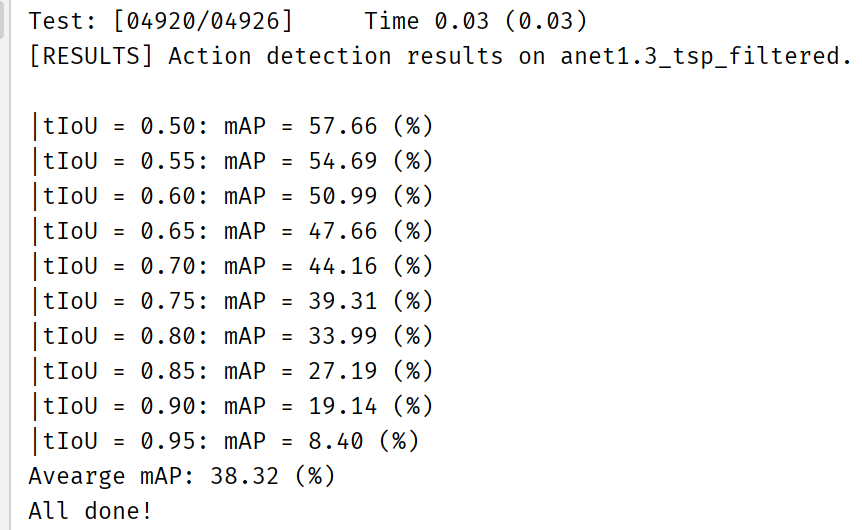 Test: [04920/04926]     Time 0.03 (0.03)
[RESULTS] Action detection results on anet1.3_tsp_filtered.
|tIoU = 0.50: mAP = 57.66 (%)
|tIoU = 0.55: mAP = 54.69 (%)
|tIoU = 0.60: mAP = 50.99 (%)
|tIoU = 0.65: mAP = 47.66 (%)
|tIoU = 0.70: mAP = 44.16 (%)
|tIoU = 0.75: mAP = 39.31 (%)
|tIoU = 0.80: mAP = 33.99 (%)
|tIoU = 0.85: mAP = 27.19 (%)
|tIoU = 0.90: mAP = 19.14 (%)
|tIoU = 0.95: mAP = 8.40 (%)
Avearge mAP: 38.32 (%)
All done!